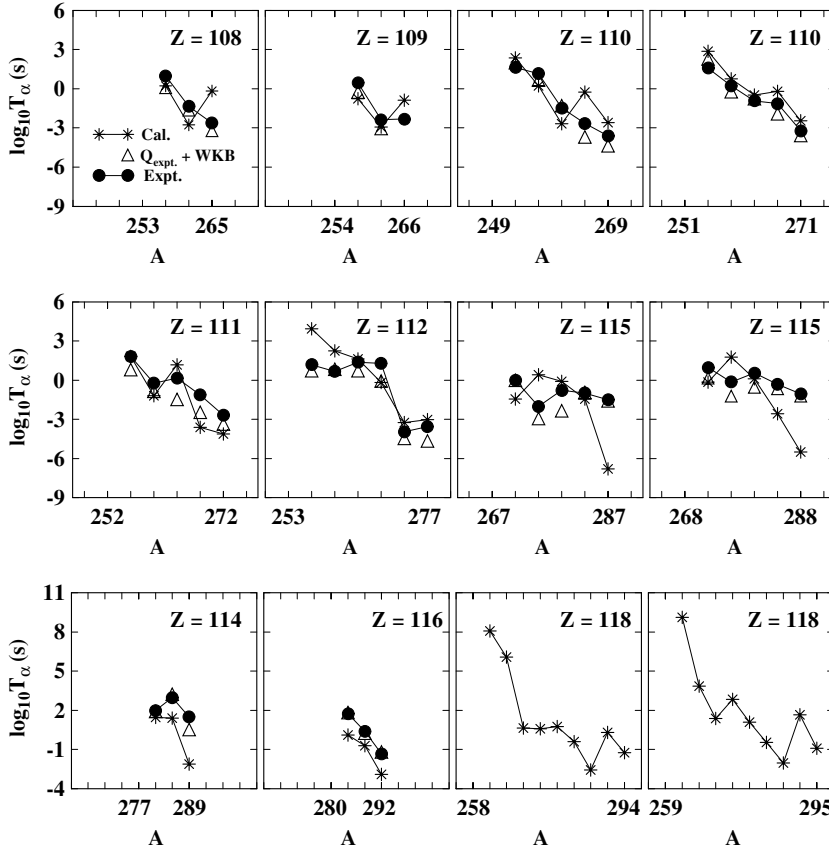 6
3
0
-3
-6
-9
log10Tα(s)
Z = 108
Cal.
Qexpt. + WKB
Expt.
253
265
A
Z = 109
254
266
A
Z = 110
249
269
A
Z = 110
251
271
A
6
3
0
-3
-6
-9
log10Tα(s)
Z = 111
252
272
A
Z = 112
253
277
A
Z = 115
267
287
A
Z = 115
268
288
A
11
8
5
2
-1
-4
log10Tα(s)
Z = 114
277
289
A
Z = 116
280
292
A
Z = 118
258
294
A
Z = 118
259
295
A